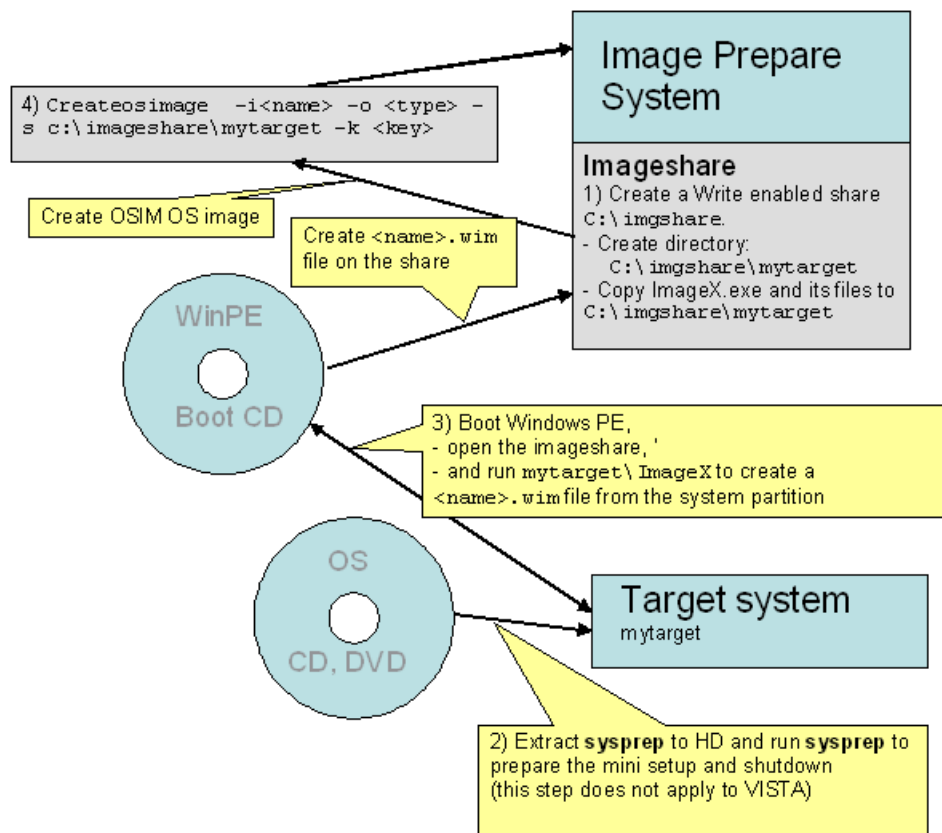 Image Prepare
System
4) Createosimage -i<name> -o <type> -
s c:\imageshare\mytarget -k <key>
Imageshare
1) Create a Write enabled share
C:\imgshare.
- Create directory:
C:\imgshare\mytarget
- Copy ImageX.exe and its files to
C:\imgshare\mytarget
Create OSIM OS image
Create <name>.wim
file on the share
WinPE
Boot CD
3) Boot Windows PE,
- open the imageshare, '
- and run mytarget\ImageX to create a
<name>.wim file from the system partition
OS
CD, DVD
Target system
mytarget
2) Extract sysprep to HD and run sysprep to
prepare the mini setup and shutdown
(this step does not apply to VISTA)